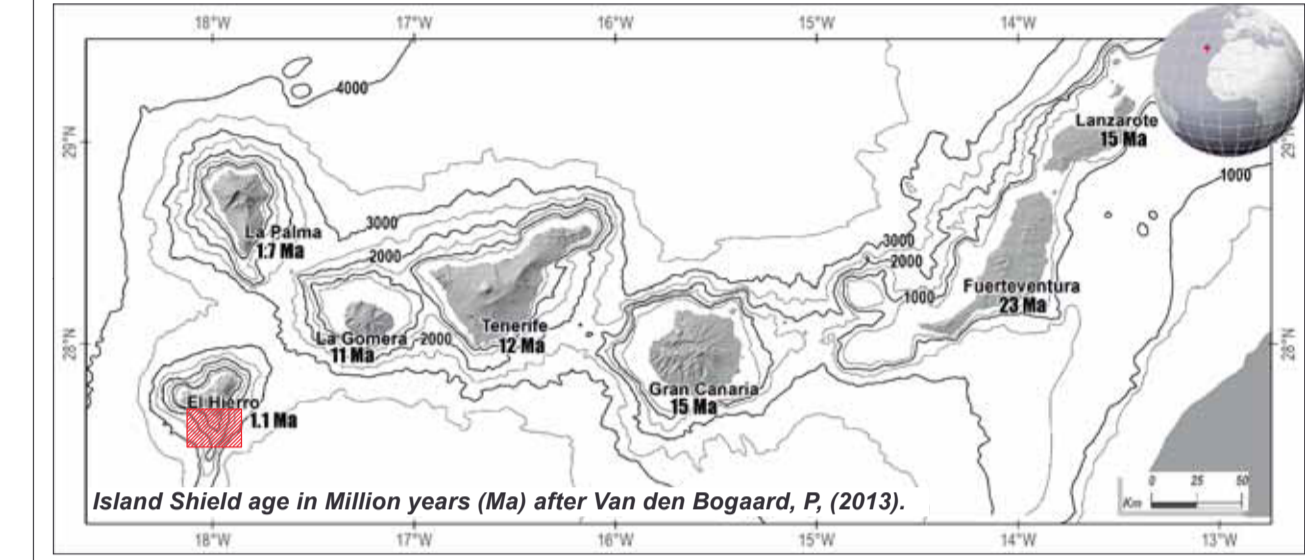 18°W 17°W 16°W 15°W 14°W
4000
Lanzarote
15 Ma
29°N
29°N
1000
La Palma
1.7 Ma
3000
2000
3000
2000
1000
Fuerteventura
23 Ma
La Gomera
11 Ma
2000
Tenerife
12 Ma
28°N
28°N
Gran Canaria
15 Ma
El Hierro
1.1 Ma
0 25 50
Km
Island Shield age in Million years (Ma) after Van den Bogaard, P, (2013).
18°W 17°W 16°W 15°W 14°W 13°W